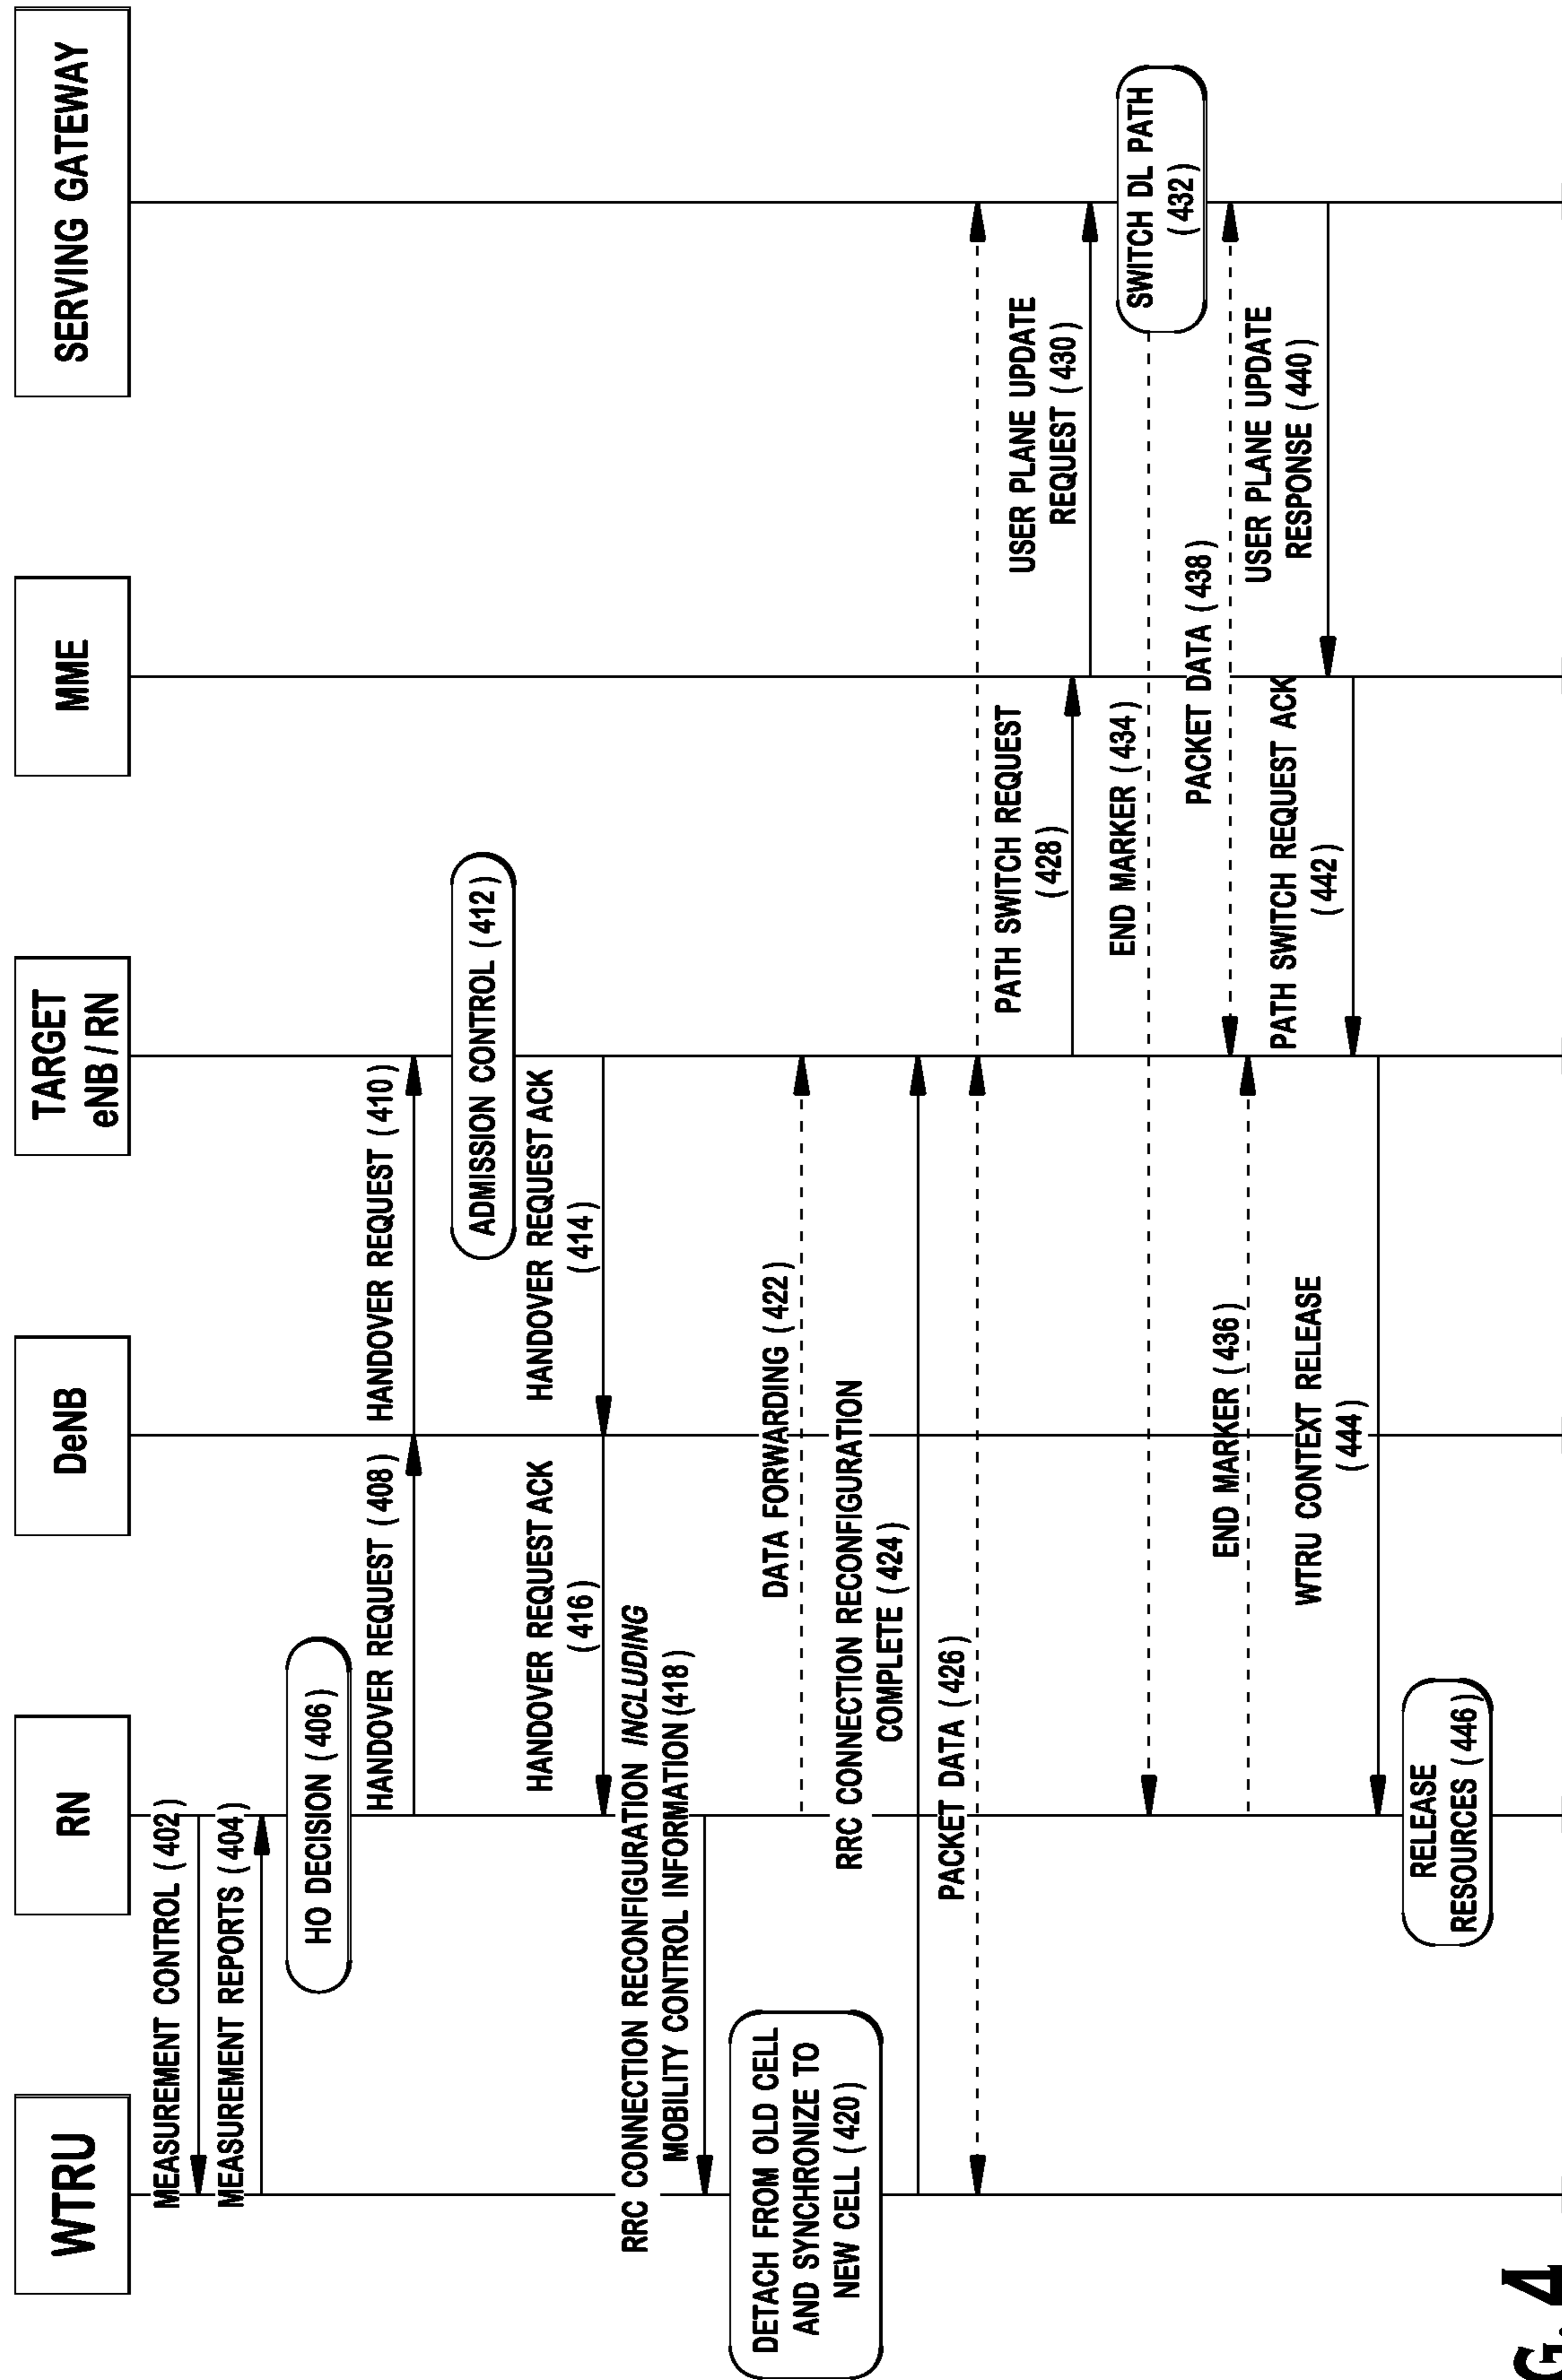 WTRU
RN
DeNB
TARGET
eNB/RN
MME
SERVING GATEWAY
MEASUREMENT CONTROL (402)
MEASUREMENT REPORTS (404)
HO DECISION (406)
HANDOVER REQUEST (408)
HANDOVER REQUEST (410)
ADMISSION CONTROL (412)
HANDOVER REQUEST ACK
(414)
HANDOVER REQUEST ACK
(416)
RRC CONNECTION RECONFIGURATION INCLUDING
MOBILITY CONTROL INFORMATION (418)
DETACH FROM OLD CELL
AND SYNCHRONIZE TO
NEW CELL (420)
DATA FORWARDING (422)
RRC CONNECTION RECONFIGURATION
COMPLETE (424)
PACKET DATA (426)
PATH SWITCH REQUEST
(428)
USER PLANE UPDATE
REQUEST (430)
SWITCH DL PATH
(432)
END MARKER (434)
END MARKER (436)
PACKET DATA (438)
USER PLANE UPDATE
RESPONSE (440)
PATH SWITCH REQUEST ACK
(442)
WTRU CONTEXT RELEASE
(444)
RELEASE
RESOURCES (446)
G. 4